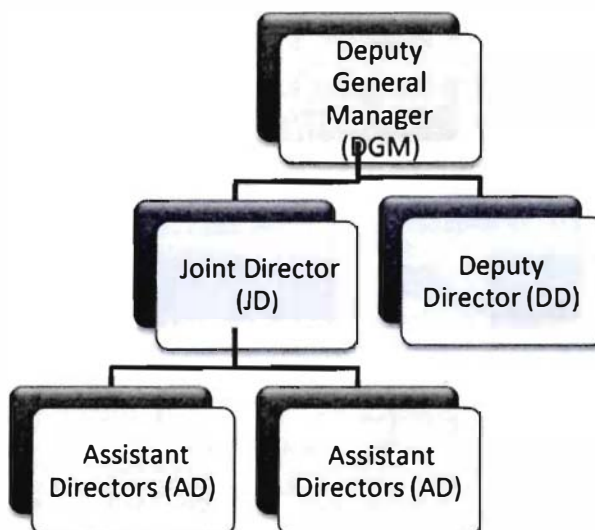 Deputy
General
Manager
(DGM)
Joint Director
(JD)
Deputy
Director (DD)
Assistant
Directors (AD)
Assistant
Directors (AD)